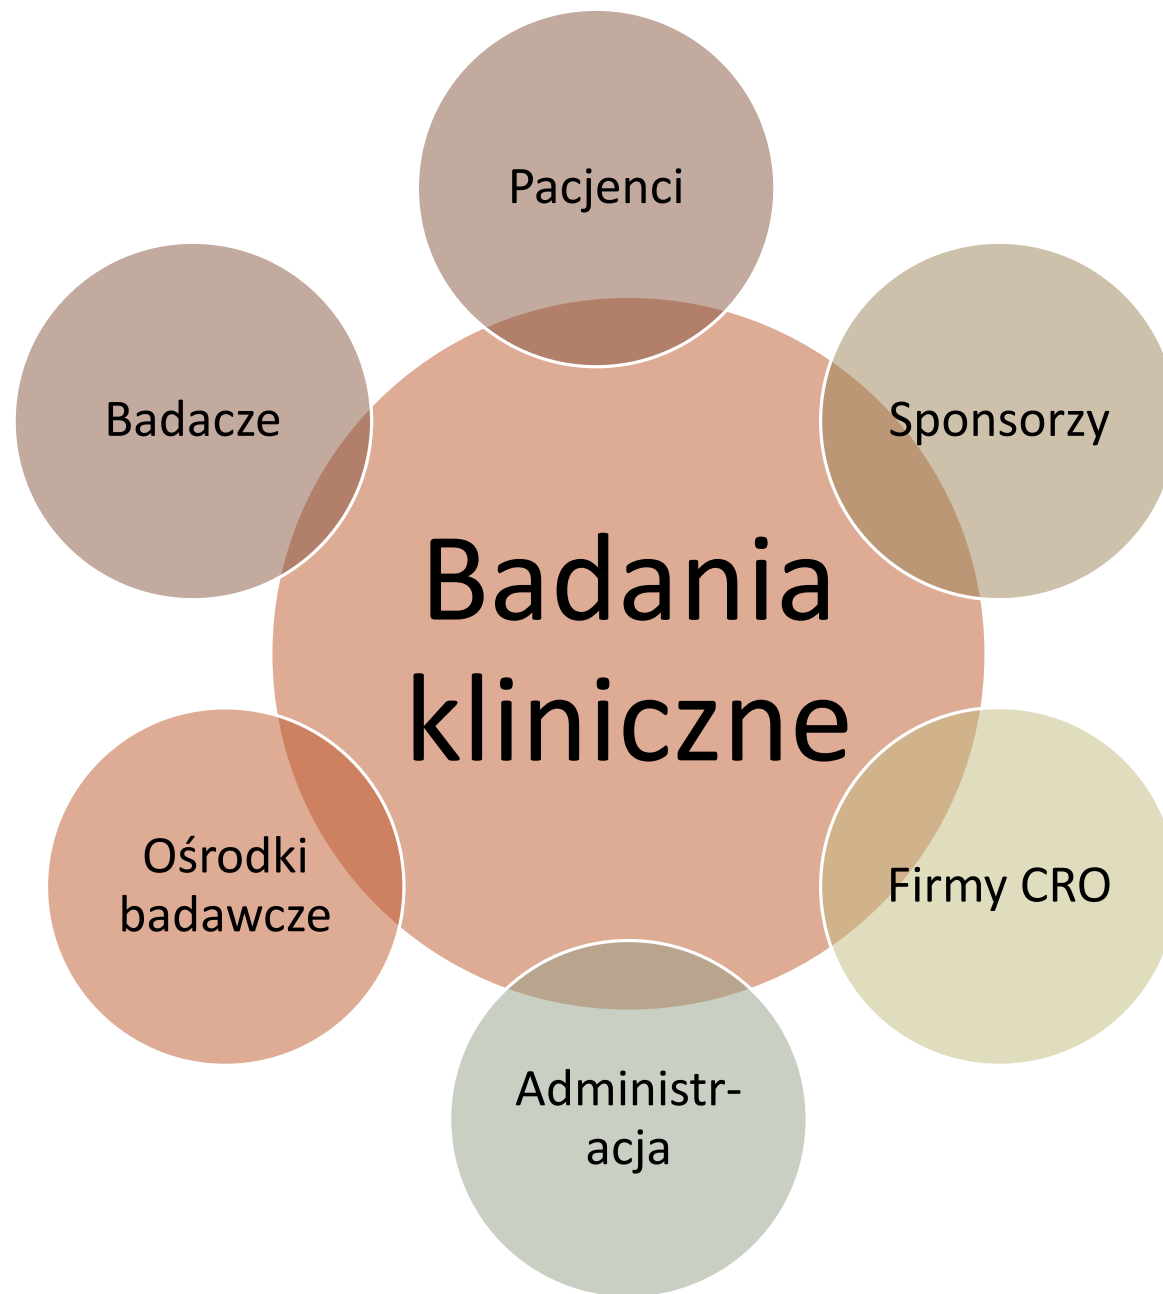 Pacjenci
Badacze
Sponsorzy
Badania
kliniczne
Ośrodki
badawcze
Firmy CRO
Administr-
acja